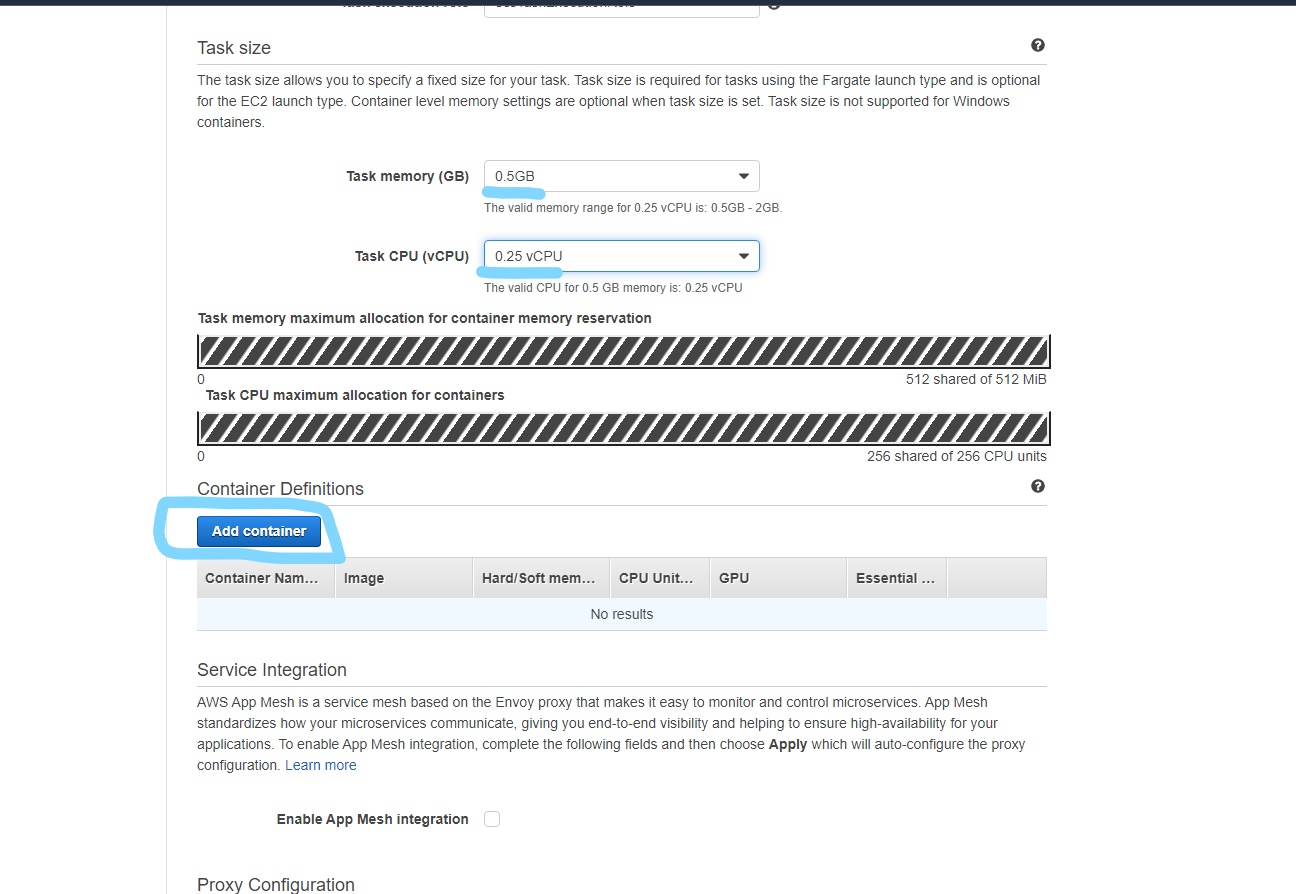 Task size
The task size allows you to specify a fixed size for your task. Task size is required for tasks using the Fargate launch type and is optional
for the EC2 launch type. Container level memory settings are optional when task size is set. Task size is not supported for Windows
containers.
Task memory (GB) 0.5GB
The valid memory range for 0.25 vCPU is: 0.5GB - 2GB.
Task CPU (vCPU) 0.25 vCPU
The valid CPU for 0.5 GB memory is: 0.25 vCPU
Task memory maximum allocation for container memory reservation
0 512 shared of 512 MiB
Task CPU maximum allocation for containers
0 256 shared of 256 CPU units
Container Definitions
Add container
Container Nam... Image Hard/Soft mem... CPU Unit... GPU Essential ...
No results
Service Integration
AWS App Mesh is a service mesh based on the Envoy proxy that makes it easy to monitor and control microservices. App Mesh
standardizes how your microservices communicate, giving you end-to-end visibility and helping to ensure high-availability for your
applications. To enable App Mesh integration, complete the following fields and then choose Apply which will auto-configure the proxy
configuration. Learn more
Enable App Mesh integration
Proxy Configuration